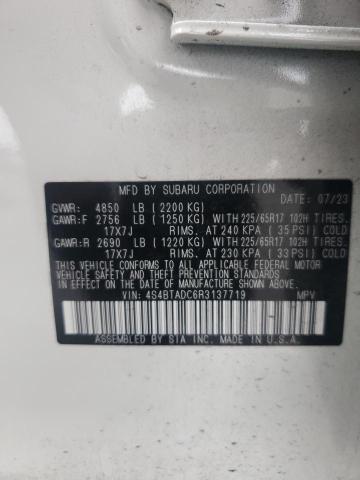 MFD BY SUBARU CORPORATION
DATE: 07/23
GVWR: 4850 LB (2200 KG)
GAWR:F 2756 LB (1250 KG) WITH 225/65R17 102H TIRES.
17X7J RIMS. AT 240 KPA (35 PSI) COLD
GAWR:R 2690 LB (1220 KG) WITH 225/65R17 102H TIRES.
17X7J RIMS. AT 230 KPA (33 PSI) COLD
THIS VEHICLE CONFORMS TO ALL
APPLICABLE FEDERAL MOTOR
VEHICLE SAFETY STANDARDS
IN EFFECT ON THE DATE OF
MANUFACTURE SHOWN ABOVE.
VIN: 4S4BTADC6R3137719 MPV
ASSEMBLED BY SIA INC. MADE IN U.S.A.